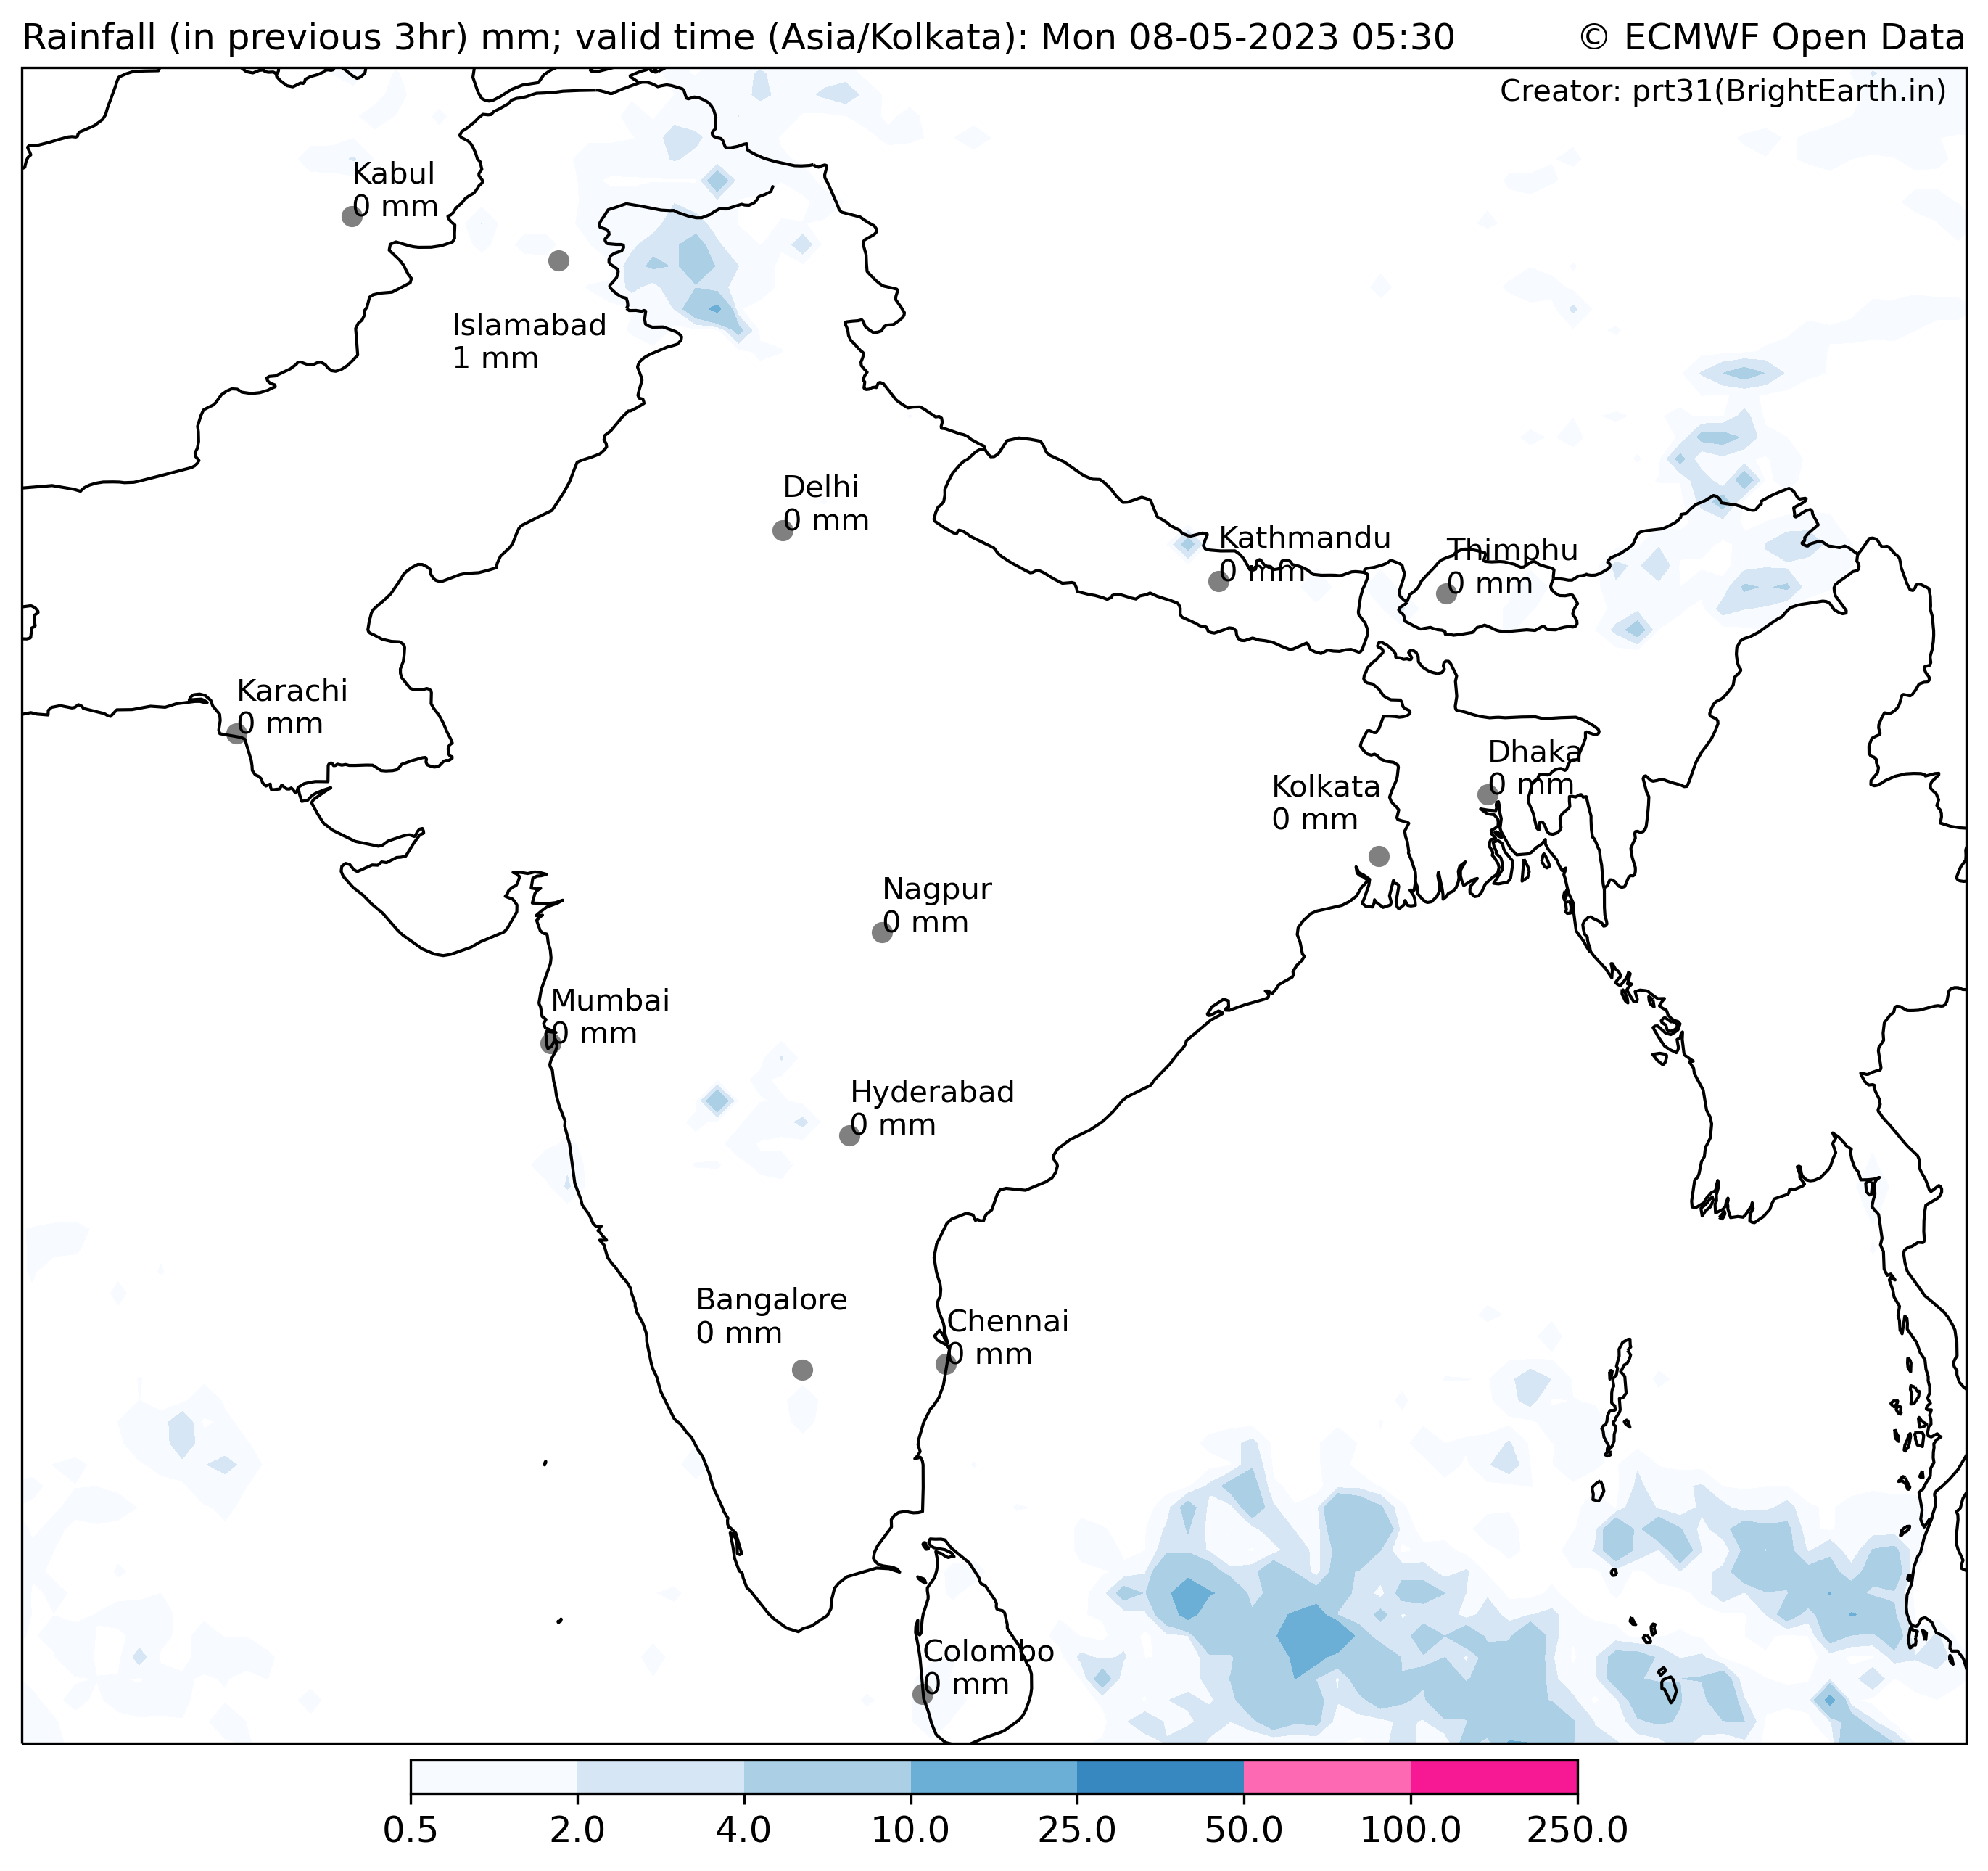 Rainfall (in previous 3hr) mm; valid time (Asia/Kolkata): Mon 08-05-2023 05:30
© ECMWF Open Data
Creator: prt31(BrightEarth.in)
Kabul
0 mm
Islamabad
1 mm
Delhi
0 mm
Kathmandu
0 mm
Thimphu
0 mm
Karachi
0 mm
Dhaka
0 mm
Kolkata
0 mm
Nagpur
0 mm
Mumbai
0 mm
Hyderabad
0 mm
Bangalore
0 mm
Chennai
0 mm
Colombo
0 mm
0.5 2.0 4.0 10.0 25.0 50.0 100.0 250.0